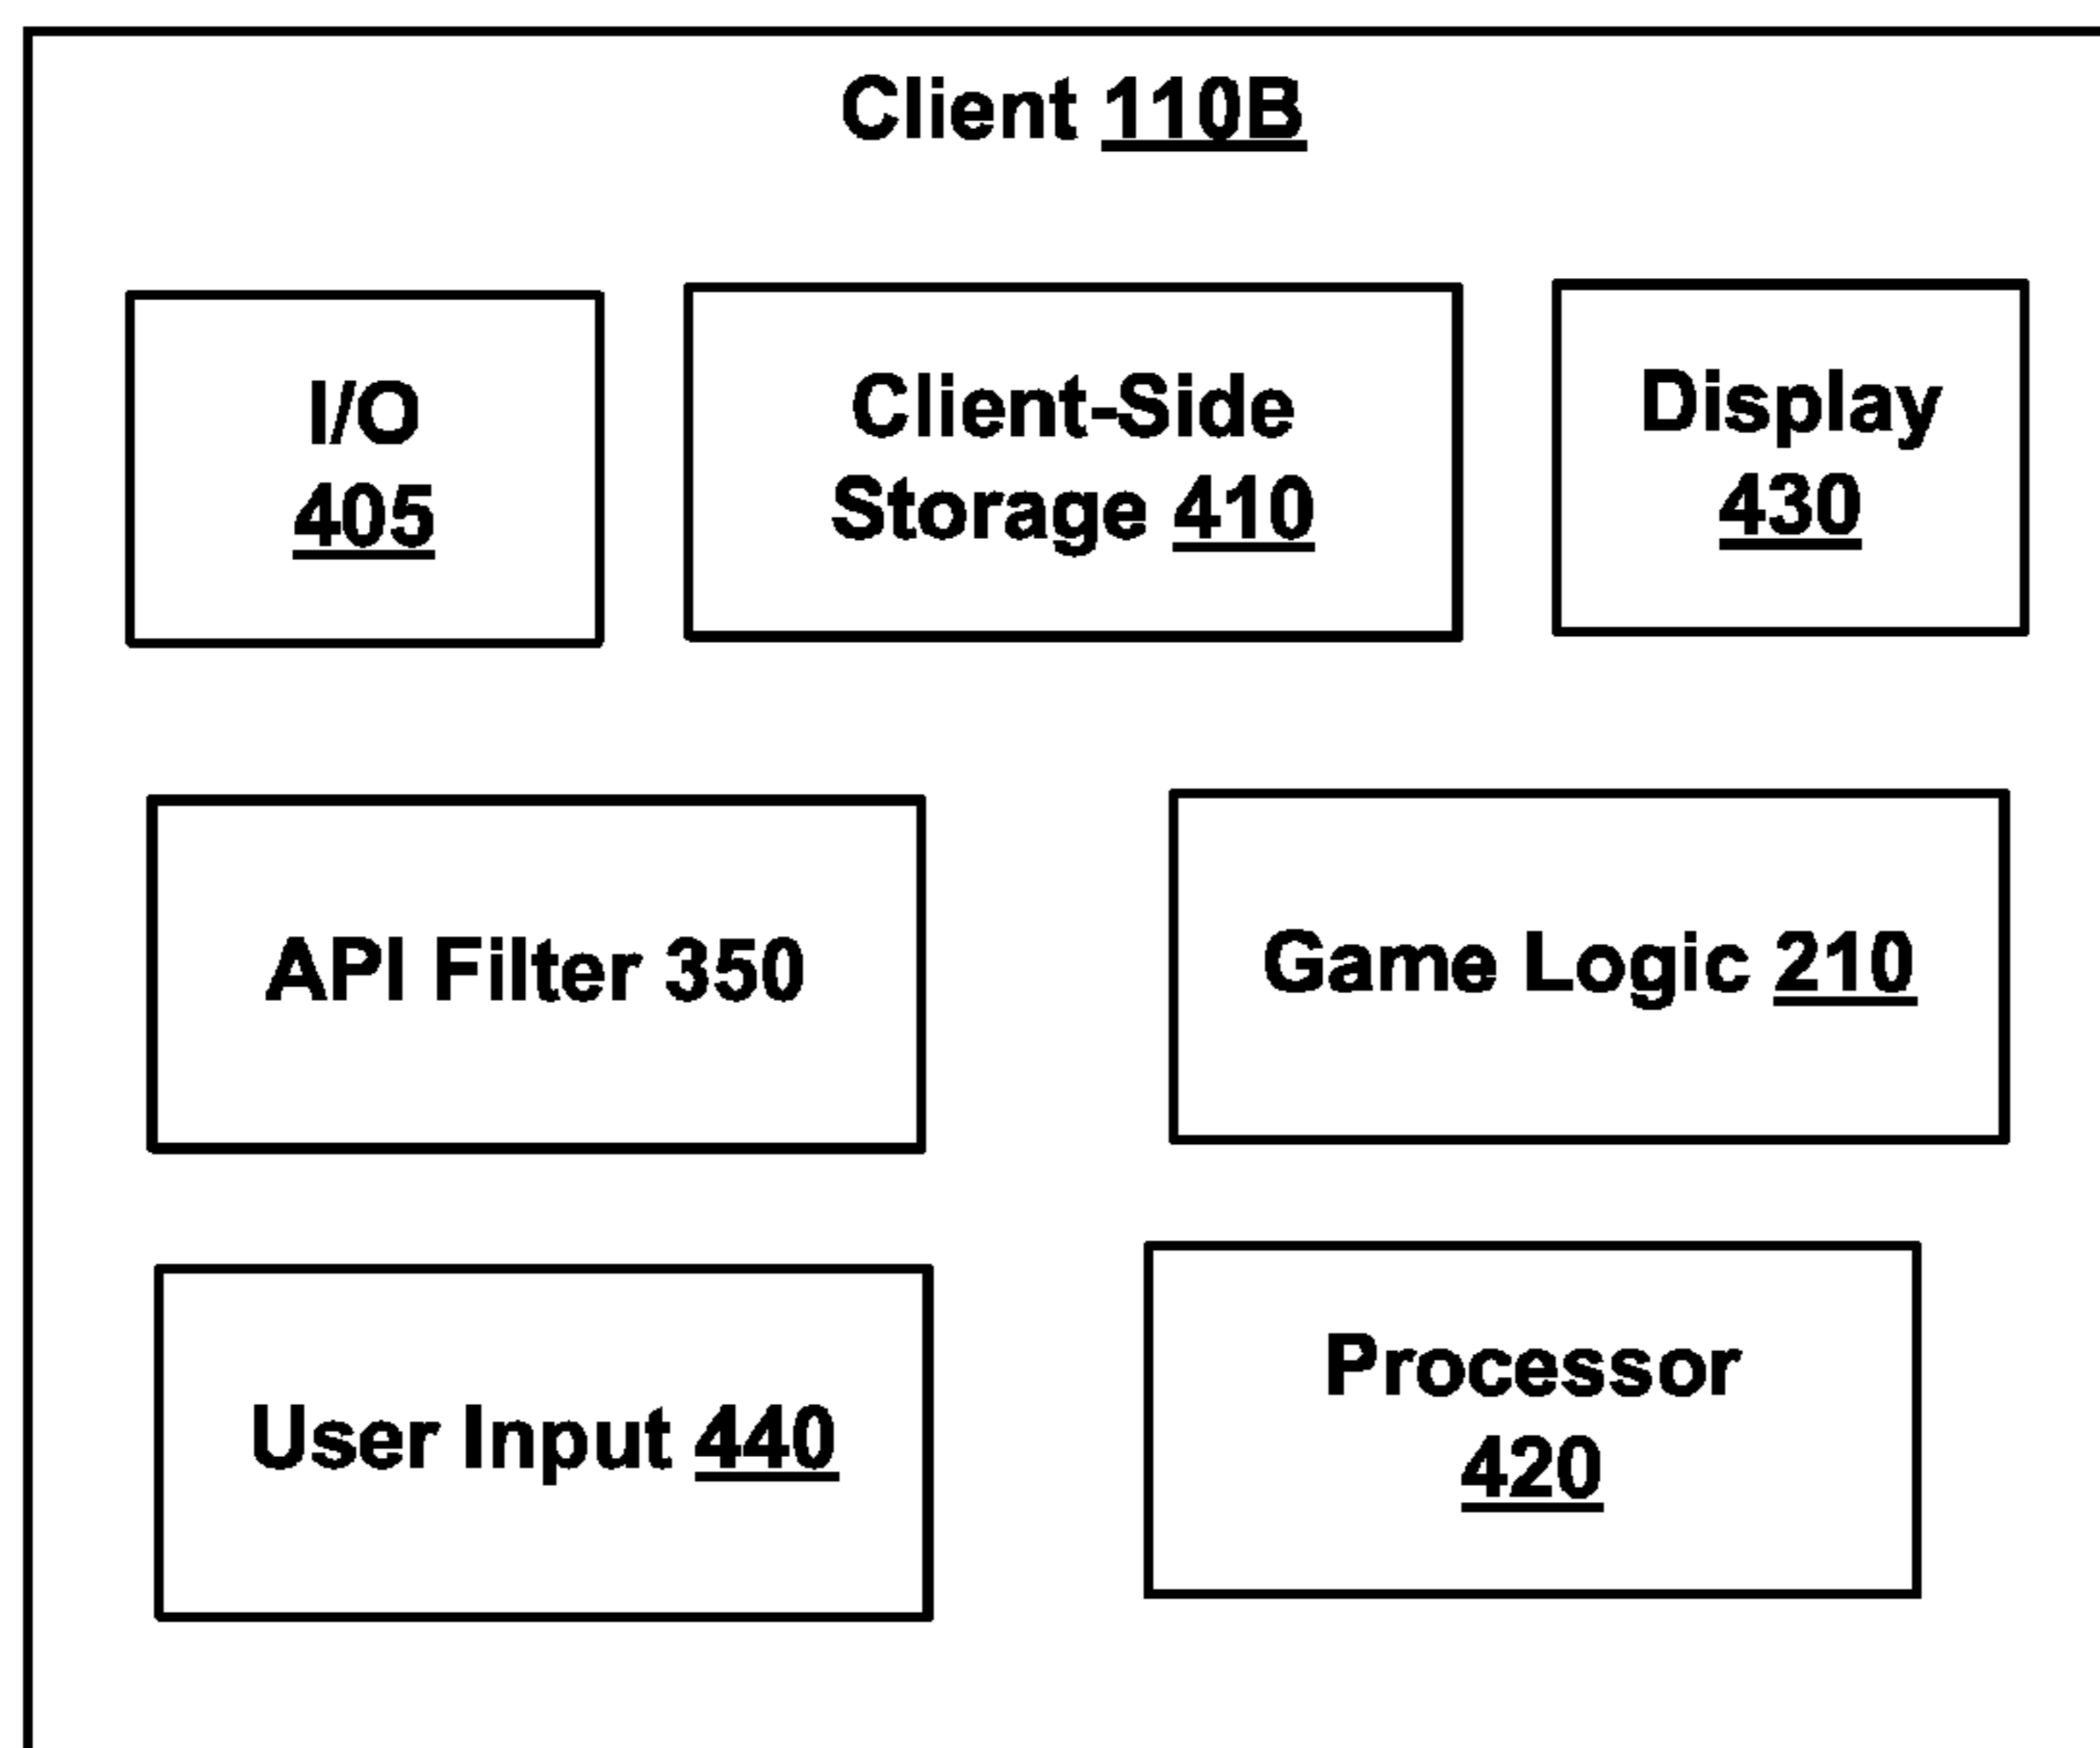 Client 110B
I/O
405
Client-Side
Storage 410
Display
430
API Filter 350
Game Logic 210
User Input 440
Processor
420